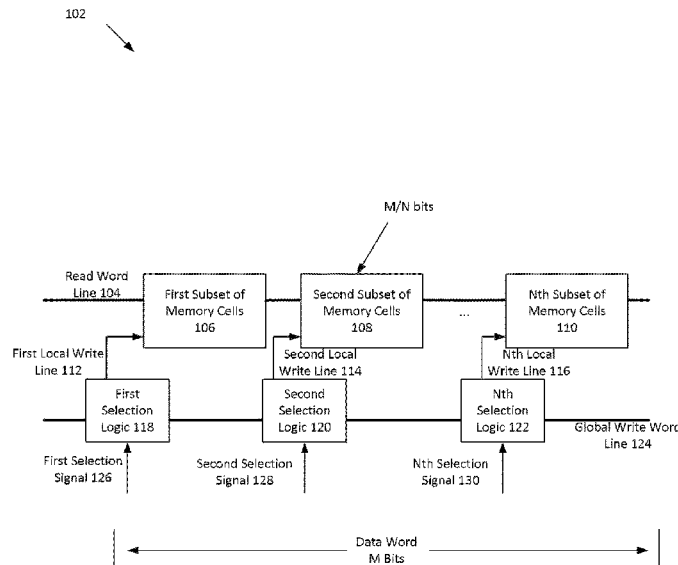 102
M/N bits
Read Word
Line 104
First Subset of
Memory Cells
106
Second Subset of
Memory Cells
108
...
Nth Subset of
Memory Cells
110
First Local Write
Line 112
Second Local
Write Line 114
Nth Local
Write Line 116
First
Selection
Logic 118
Second
Selection
Logic 120
Nth
Selection
Logic 122
Global Write Word
Line 124
First Selection
Signal 126
Second Selection
Signal 128
Nth Selection
Signal 130
Data Word
M Bits